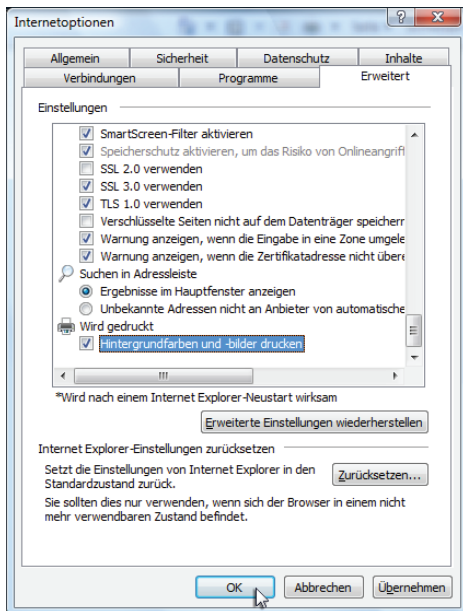 Internetoptionen
Allgemein Sicherheit Datenschutz Inhalte
Verbindungen Programme Erweitert
Einstellungen
SmartScreen-Filter aktivieren
Speicherschutz aktivieren, um das Risiko von Onlineangriff
SSL 2.0 verwenden
SSL 3.0 verwenden
TLS 1.0 verwenden
Verschlüsselte Seiten nicht auf dem Datenträger speichern
Warnung anzeigen, wenn die Eingabe in eine Zone umgele
Warnung anzeigen, wenn die Zertifikatadresse nicht übere
Suchen in Adressleiste
Ergebnisse im Hauptfenster anzeigen
Unbekannte Adressen nicht an Anbieter von automatische
Wird gedruckt
Hintergrundfarben und -bilder drucken
*Wird nach einem Internet Explorer-Neustart wirksam
Erweiterte Einstellungen wiederherstellen
Internet Explorer-Einstellungen zurücksetzen
Setzt die Einstellungen von Internet Explorer in den
Standardzustand zurück.
Zurücksetzen...
Sie sollten dies nur verwenden, wenn sich der Browser in einem nicht
mehr verwendbaren Zustand befindet.
OK Abbrechen Übernehmen